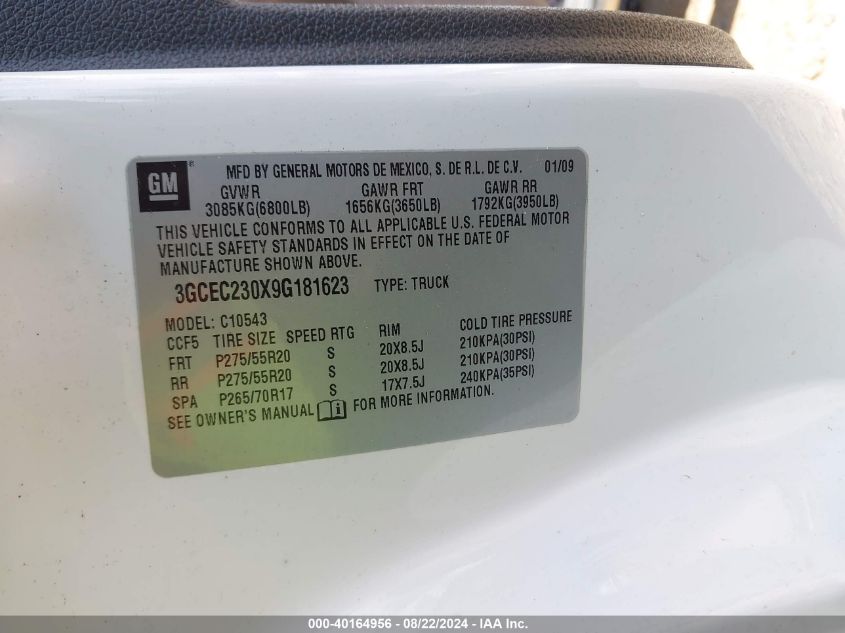 GM ® MFD BY GENERAL MOTORS DE MEXICO, S. DE R.L. DE C.V. 01/09
GVWR GAWR FRT GAWR RR
3085KG(6800LB) 1656KG(3650LB) 1792KG(3950LB)
THIS VEHICLE CONFORMS TO ALL APPLICABLE U.S. FEDERAL MOTOR
VEHICLE SAFETY STANDARDS IN EFFECT ON THE DATE OF
MANUFACTURE SHOWN ABOVE.
3GCEC230X9G181623 TYPE: TRUCK
MODEL: C10543
CCF5 TIRE SIZE SPEED RTG RIM COLD TIRE PRESSURE
FRT P275/55R20 S 20X8.5J 210KPA(30PSI)
RR P275/55R20 S 20X8.5J 210KPA(30PSI)
SPA P265/70R17 S 17X7.5J 240KPA(35PSI)
SEE OWNER'S MANUAL i FOR MORE INFORMATION.
000-40164956 - 08/22/2024 - IAA Inc.